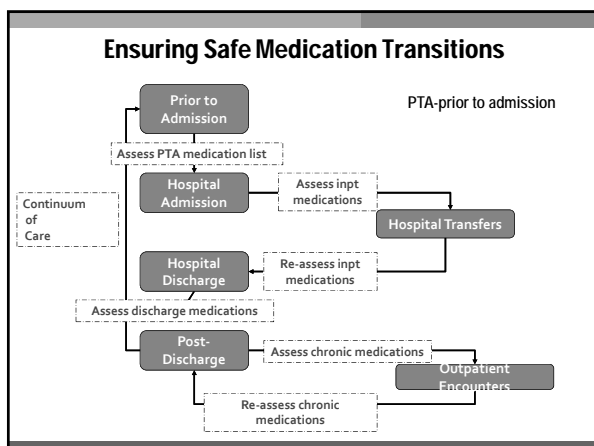 Ensuring Safe Medication Transitions
PTA-prior to admission
Prior to
Admission
Assess PTA medication list
Hospital
Admission
Assess inpt
medications
Hospital Transfers
Continuum
of
Care
Hospital
Discharge
Re-assess inpt
medications
Assess discharge medications
Post-
Discharge
Assess chronic medications
Outpatient
Encounters
Re-assess chronic
medications